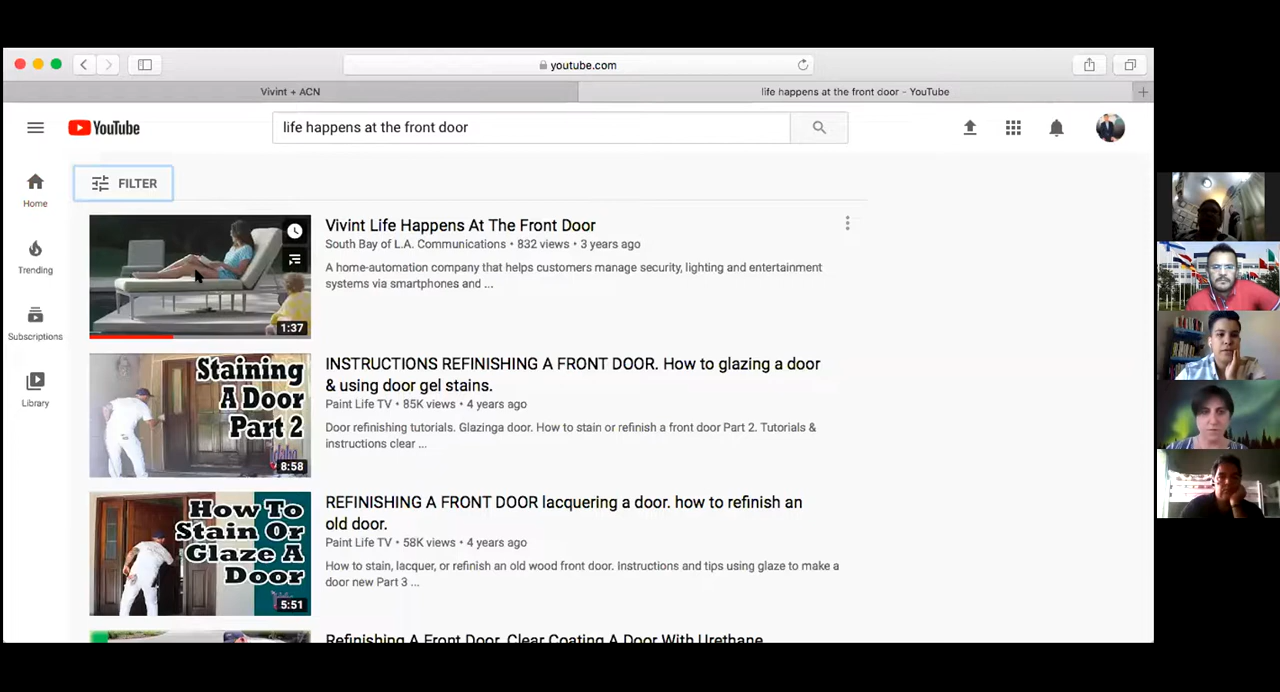 youtube.com
Vivint + ACN
life happens at the front door - YouTube
YouTube
life happens at the front door
FILTER
Home
Trending
Subscriptions
Library
Vivint Life Happens At The Front Door
South Bay of L.A. Communications • 832 views • 3 years ago
A home-automation company that helps customers manage security, lighting and entertainment
systems via smartphones and ...
1:37
Staining
A Door
Part 2
8:58
INSTRUCTIONS REFINISHING A FRONT DOOR. How to glazing a door
& using door gel stains.
Paint Life TV • 85K views • 4 years ago
Door refinishing tutorials. Glazinga door. How to stain or refinish a front door Part 2. Tutorials &
instructions clear ...
How To
Stain Or
Glaze A
Door
5:51
REFINISHING A FRONT DOOR lacquering a door. how to refinish an
old door.
Paint Life TV • 58K views • 4 years ago
How to stain, lacquer, or refinish an old wood front door. Instructions and tips using glaze to make a
door new Part 3 ...
Refinishing A Front Door. Clear Coating A Door With Urethane